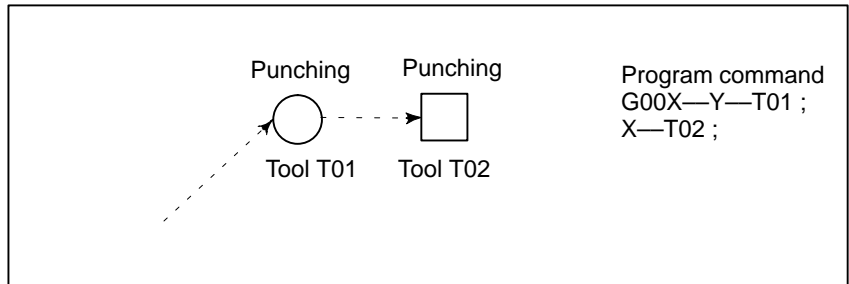 Punching
Punching
Program command
G00X—Y—T01 ;
X—T02 ;
Tool T01
Tool T02